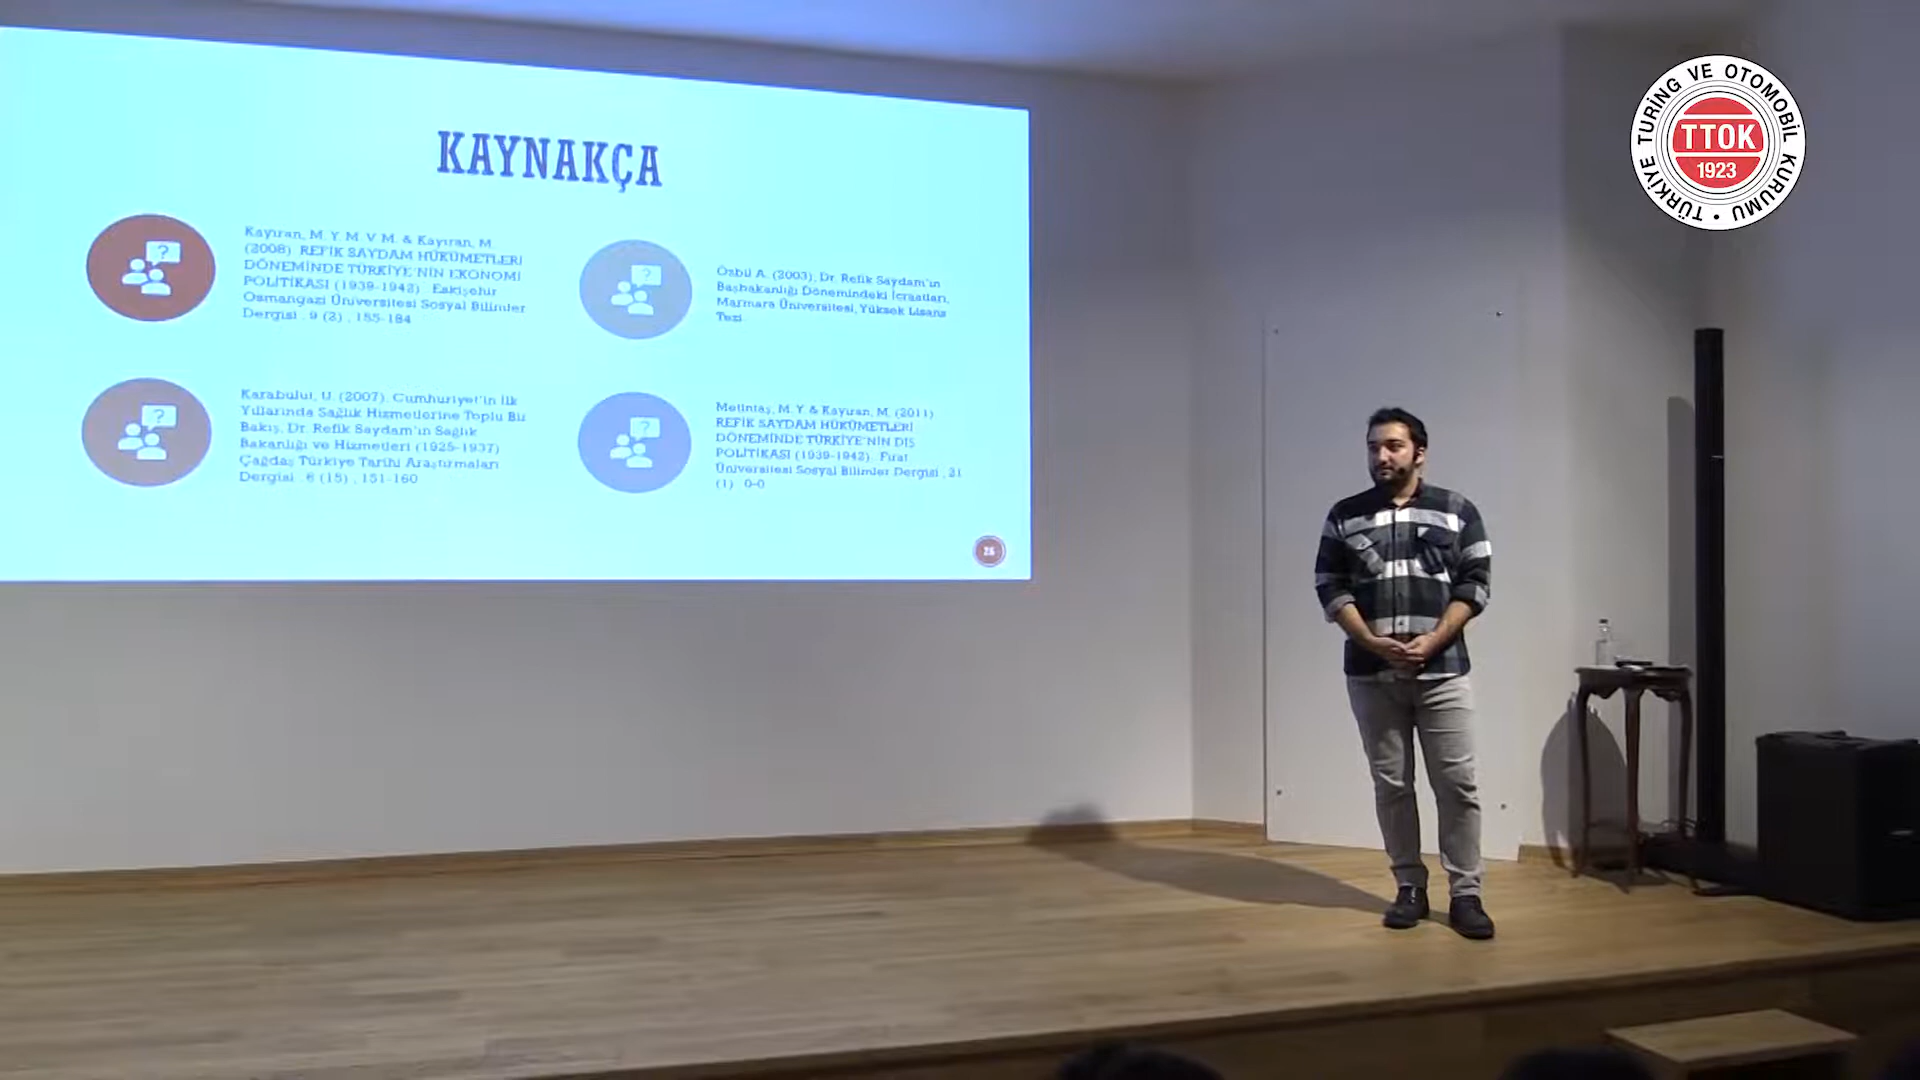 KAYNAKÇA
Kayıran, M. Y. M. V. M. & Kayıran, M.
(2008). REFİK SAYDAM HÜKÜMETLERİ
DÖNEMİNDE TÜRKİYE'NİN EKONOMİ
POLİTİKASI (1939-1942). Eskişehir
Osmangazi Üniversitesi Sosyal Bilimler
Dergisi, 9 (2), 155-184
Özbil A. (2003), Dr. Refik Saydam'ın
Başbakanlığı Dönemindeki İcraatları,
Marmara Üniversitesi, Yüksek Lisans
Tezi
Karabulut, U. (2007). Cumhuriyet'in İlk
Yıllarında Sağlık Hizmetlerine Toplu Bir
Bakış, Dr. Refik Saydam'ın Sağlık
Bakanlığı ve Hizmetleri (1925-1937)
Çağdaş Türkiye Tarihi Araştırmaları
Dergisi, 6 (15), 151-160
Metintaş, M. Y. & Kayıran, M. (2011)
REFİK SAYDAM HÜKÜMETLERİ
DÖNEMİNDE TÜRKİYE'NİN DIŞ
POLİTİKASI (1939-1942). Fırat
Üniversitesi Sosyal Bilimler Dergisi, 21
(1). 0-0
26
TÜRKİYE TURİNG VE OTOMOBİL KURUMU
TTOK
1923